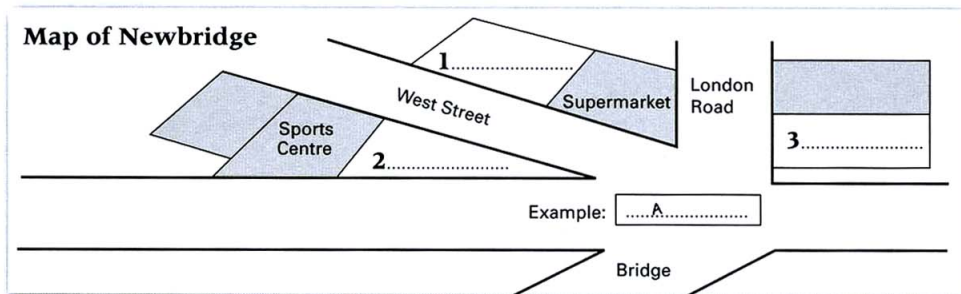 Map of Newbridge
1........................
West Street
Supermarket
London
Road
Sports
Centre
2........................
3........................
Example: ......A..................
Bridge